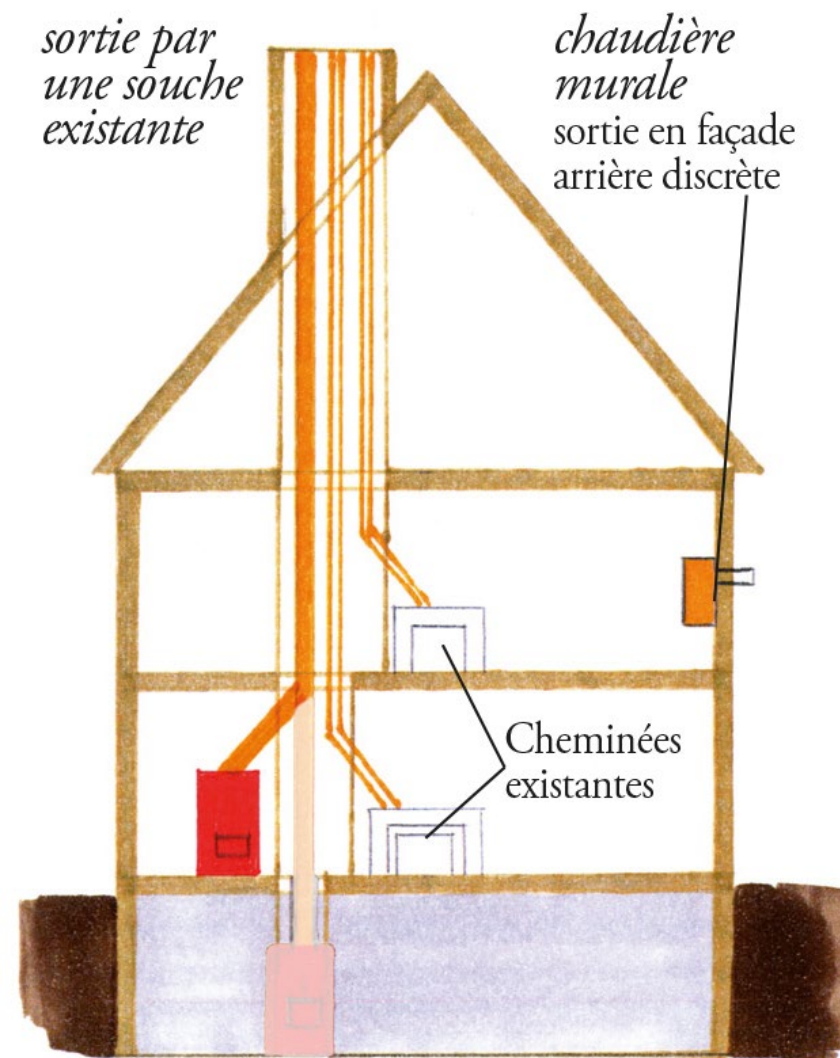 sortie par
une souche
existante
chaudière
murale
sortie en façade
arrière discrète
Cheminées
existantes